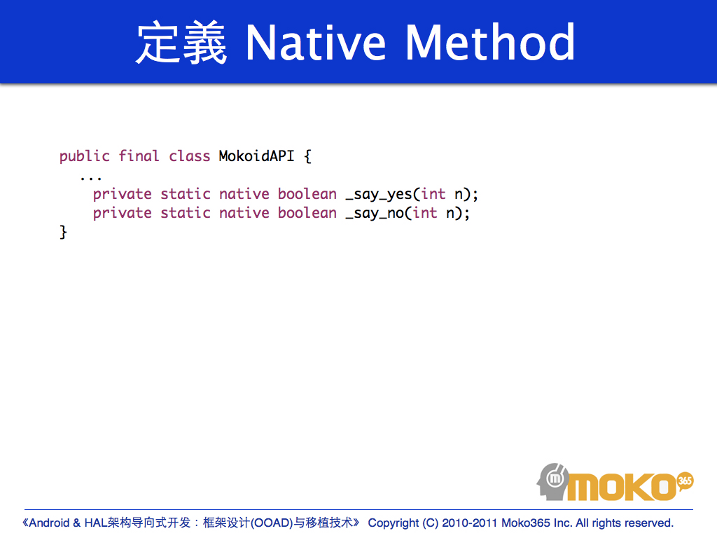 定義 Native Method
public final class MokoidAPI {
...
private static native boolean _say_yes(int n);
private static native boolean _say_no(int n);
}
m MOKO 365
《Android & HAL架构导向式开发：框架设计(OOAD)与移植技术》 Copyright (C) 2010-2011 Moko365 Inc. All rights reserved.